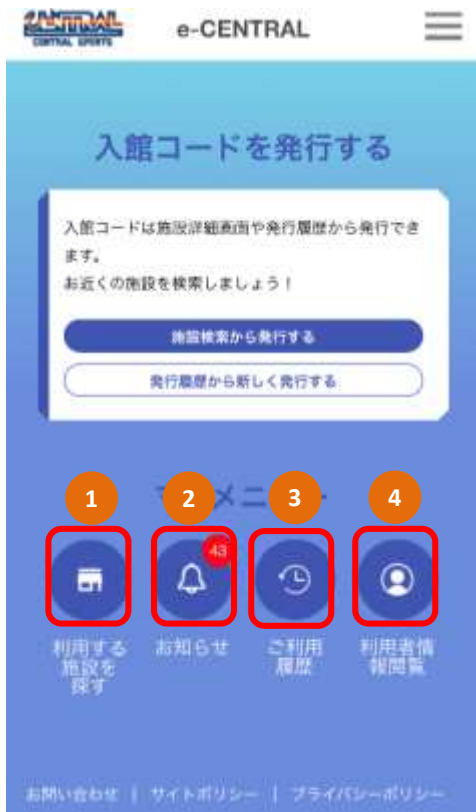 CENTRAL
CENTRAL SPORTS
e-CENTRAL
入館コードを発行する
入館コードは施設詳細画面や発行履歴から発行でき
ます。
お近くの施設を検索しましょう！
施設検索から発行する
発行履歴から新しく発行する
メニ
1
2
3
4
43
利用する
施設を
探す
お知らせ
ご利用
履歴
利用者情
報閲覧
お問い合わせ | サイトポリシー | プライバシーポリシー